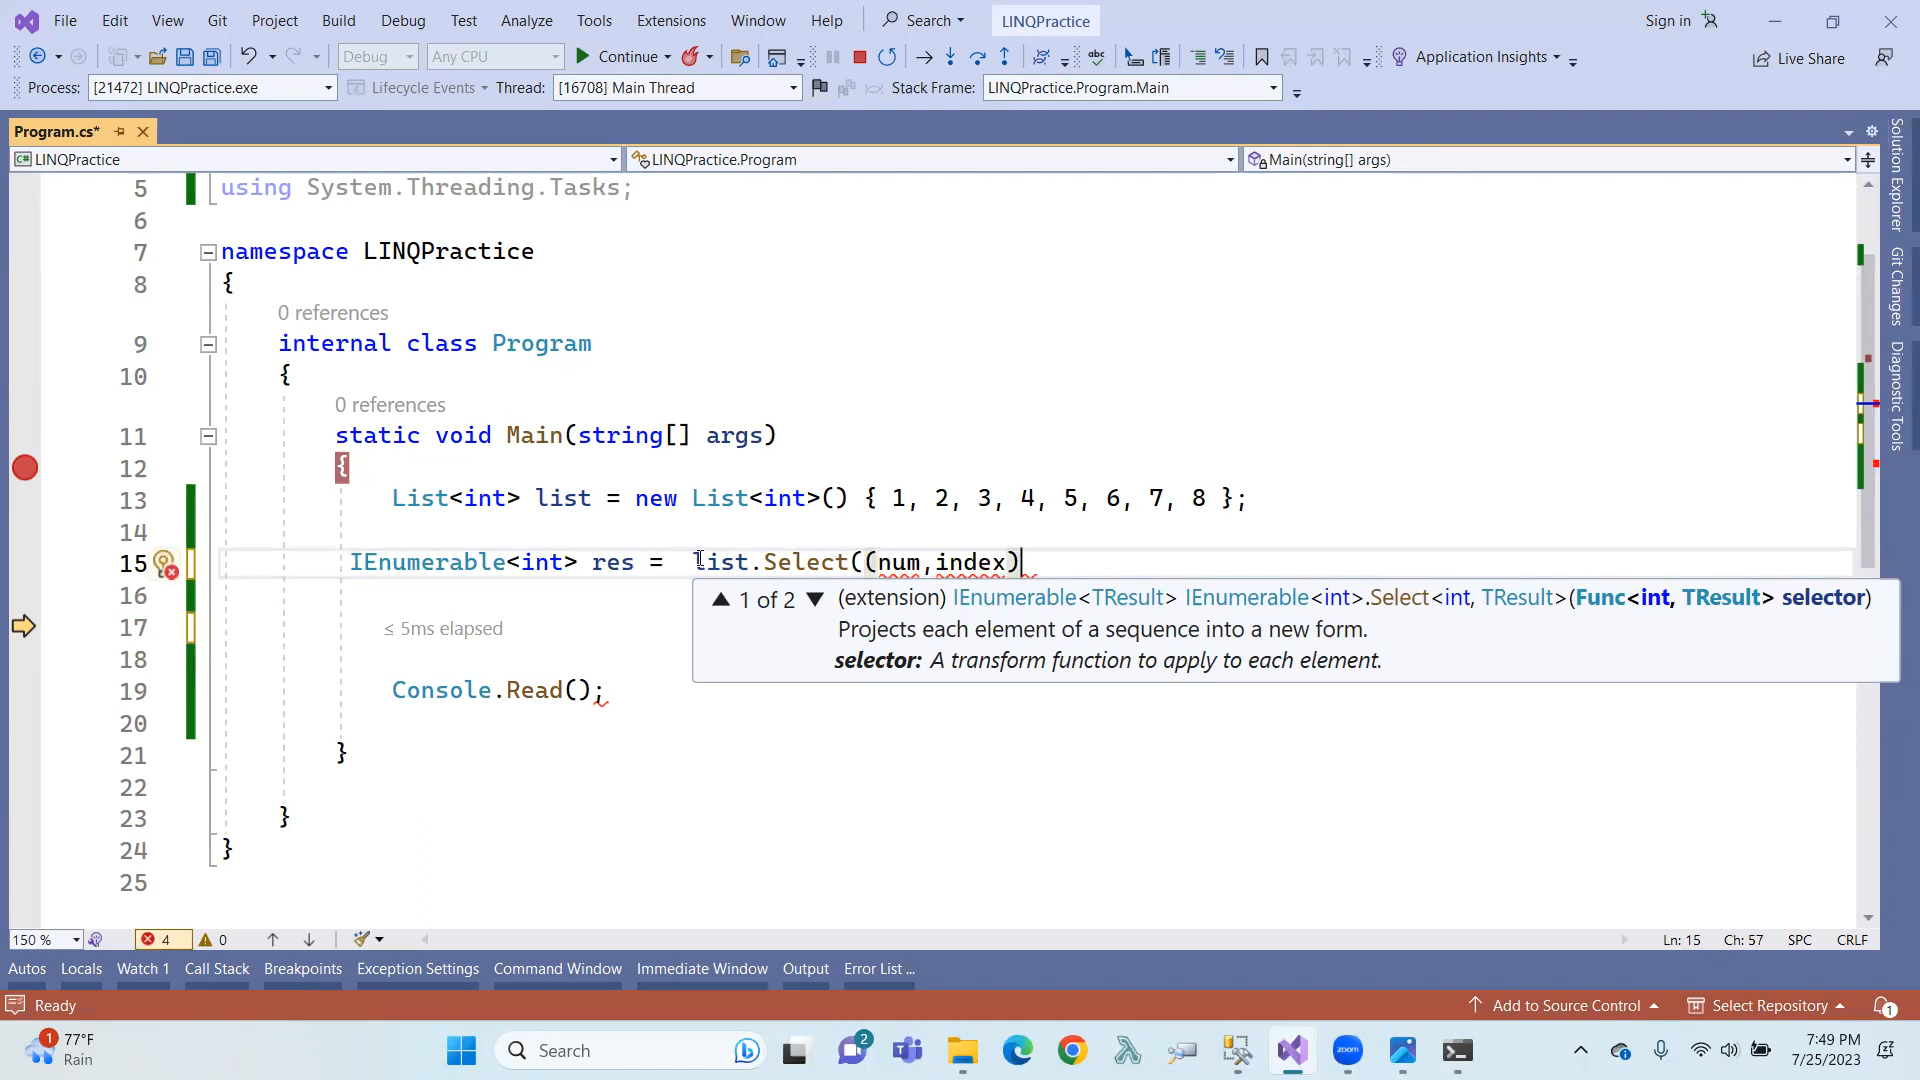 File Edit View Git Project Build Debug Test Analyze Tools Extensions Window Help Search LINQPractice Sign in
Debug Any CPU Continue abc Application Insights Live Share
Process: [21472] LINQPractice.exe Lifecycle Events Thread: [16708] Main Thread Stack Frame: LINQPractice.Program.Main
Program.cs*
C# LINQPractice LINQPractice.Program Main(string[] args)
Solution Explorer
Git Changes
Diagnostic Tools
5 using System.Threading.Tasks;
6
7 namespace LINQPractice
8 {
0 references
9 internal class Program
10 {
0 references
11 static void Main(string[] args)
12 {
13 List<int> list = new List<int>() { 1, 2, 3, 4, 5, 6, 7, 8 };
14
15 IEnumerable<int> res = list.Select((num,index)
16 1 of 2 (extension) IEnumerable<TResult> IEnumerable<int>.Select<int, TResult>(Func<int, TResult> selector)
Projects each element of a sequence into a new form.
selector: A transform function to apply to each element.
17 ≤ 5ms elapsed
18
19 Console.Read();
20
21 }
22
23 }
24 }
25
150 % 4 0 Ln: 15 Ch: 57 SPC CRLF
Autos Locals Watch 1 Call Stack Breakpoints Exception Settings Command Window Immediate Window Output Error List ...
Ready Add to Source Control Select Repository 1
1 77°F
Rain
Search 2 zoom
7:49 PM
7/25/2023